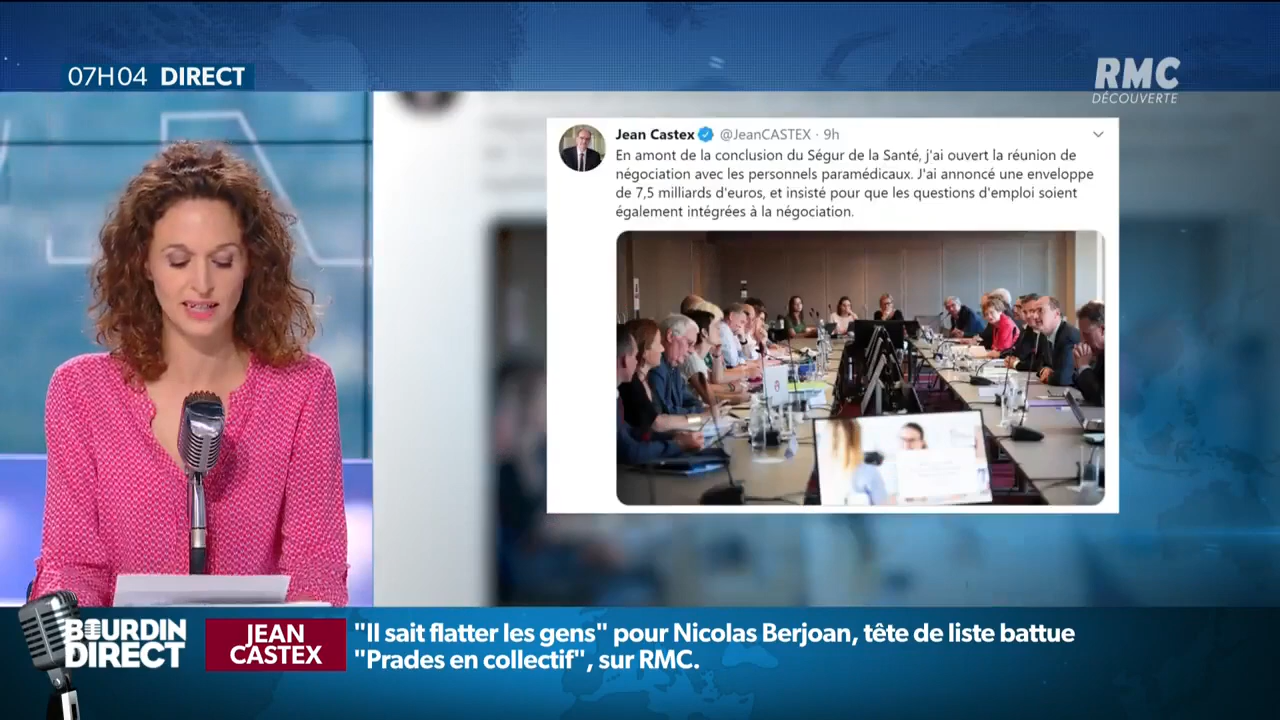 07H04 DIRECT
RMC
DÉCOUVERTE
Jean Castex @JeanCASTEX · 9h
En amont de la conclusion du Ségur de la Santé, j'ai ouvert la réunion de
négociation avec les personnels paramédicaux. J'ai annoncé une enveloppe
de 7,5 milliards d'euros, et insisté pour que les questions d'emploi soient
également intégrées à la négociation.
BOURDIN
DIRECT
JEAN
CASTEX
"Il sait flatter les gens" pour Nicolas Berjoan, tête de liste battue
"Prades en collectif", sur RMC.